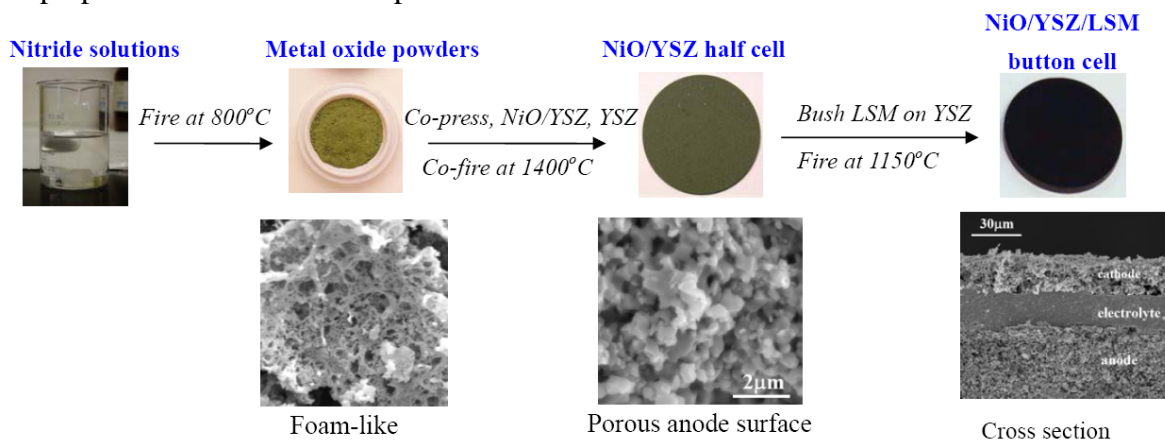 Nitride solutions
Metal oxide powders
NiO/YSZ half cell
NiO/YSZ/LSM
button cell
Fire at 800°C
Co-press, NiO/YSZ, YSZ
Co-fire at 1400°C
Bush LSM on YSZ
Fire at 1150°C
30μm
cathode
electrolyte
anode
2μm
Foam-like
Porous anode surface
Cross section